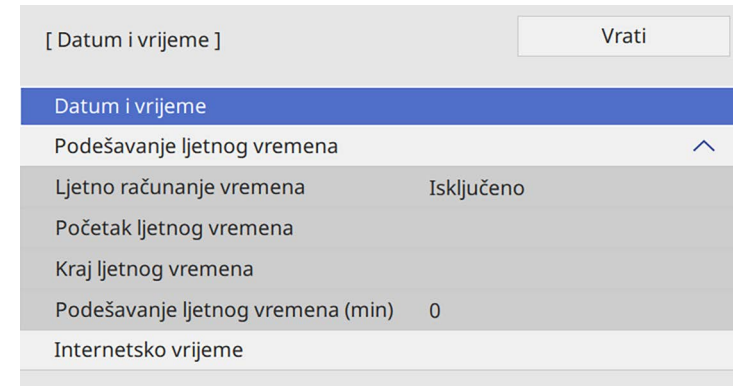 [ Datum i vrijeme ] Vrati
Datum i vrijeme
Podešavanje ljetnog vremena
Ljetno računanje vremena Isključeno
Početak ljetnog vremena
Kraj ljetnog vremena
Podešavanje ljetnog vremena (min) 0
Internetsko vrijeme